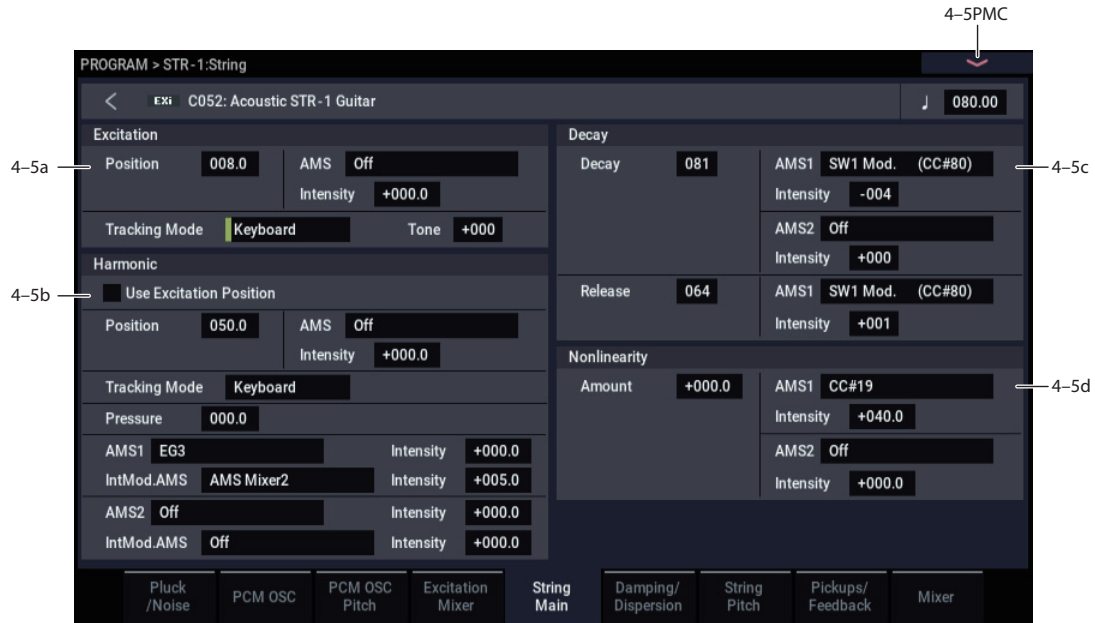 4–5PMC
PROGRAM > STR-1:String
EXi C052: Acoustic STR-1 Guitar
♩ 080.00
Excitation
4–5a
Position 008.0 AMS Off
Intensity +000.0
Tracking Mode Keyboard Tone +000
Harmonic
4–5b
Use Excitation Position
Position 050.0 AMS Off
Intensity +000.0
Tracking Mode Keyboard
Pressure 000.0
AMS1 EG3 Intensity +000.0
IntMod.AMS AMS Mixer2 Intensity +005.0
AMS2 Off Intensity +000.0
IntMod.AMS Off Intensity +000.0
Decay
Decay 081 AMS1 SW1 Mod. (CC#80)
4–5c
Intensity -004
AMS2 Off
Intensity +000
Release 064 AMS1 SW1 Mod. (CC#80)
Intensity +001
Nonlinearity
Amount +000.0 AMS1 CC#19
4–5d
Intensity +040.0
AMS2 Off
Intensity +000.0
Pluck
/Noise
PCM OSC
PCM OSC
Pitch
Excitation
Mixer
String
Main
Damping/
Dispersion
String
Pitch
Pickups/
Feedback
Mixer